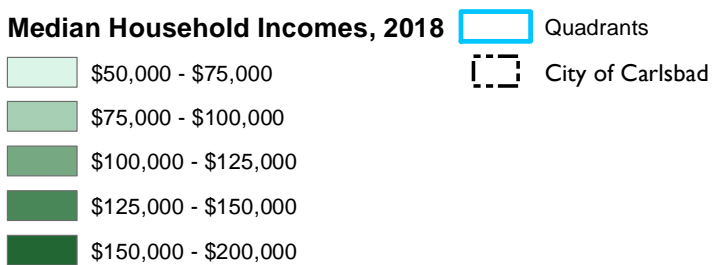 Median Household Incomes, 2018
$50,000 - $75,000
$75,000 - $100,000
$100,000 - $125,000
$125,000 - $150,000
$150,000 - $200,000
Quadrants
City of Carlsbad